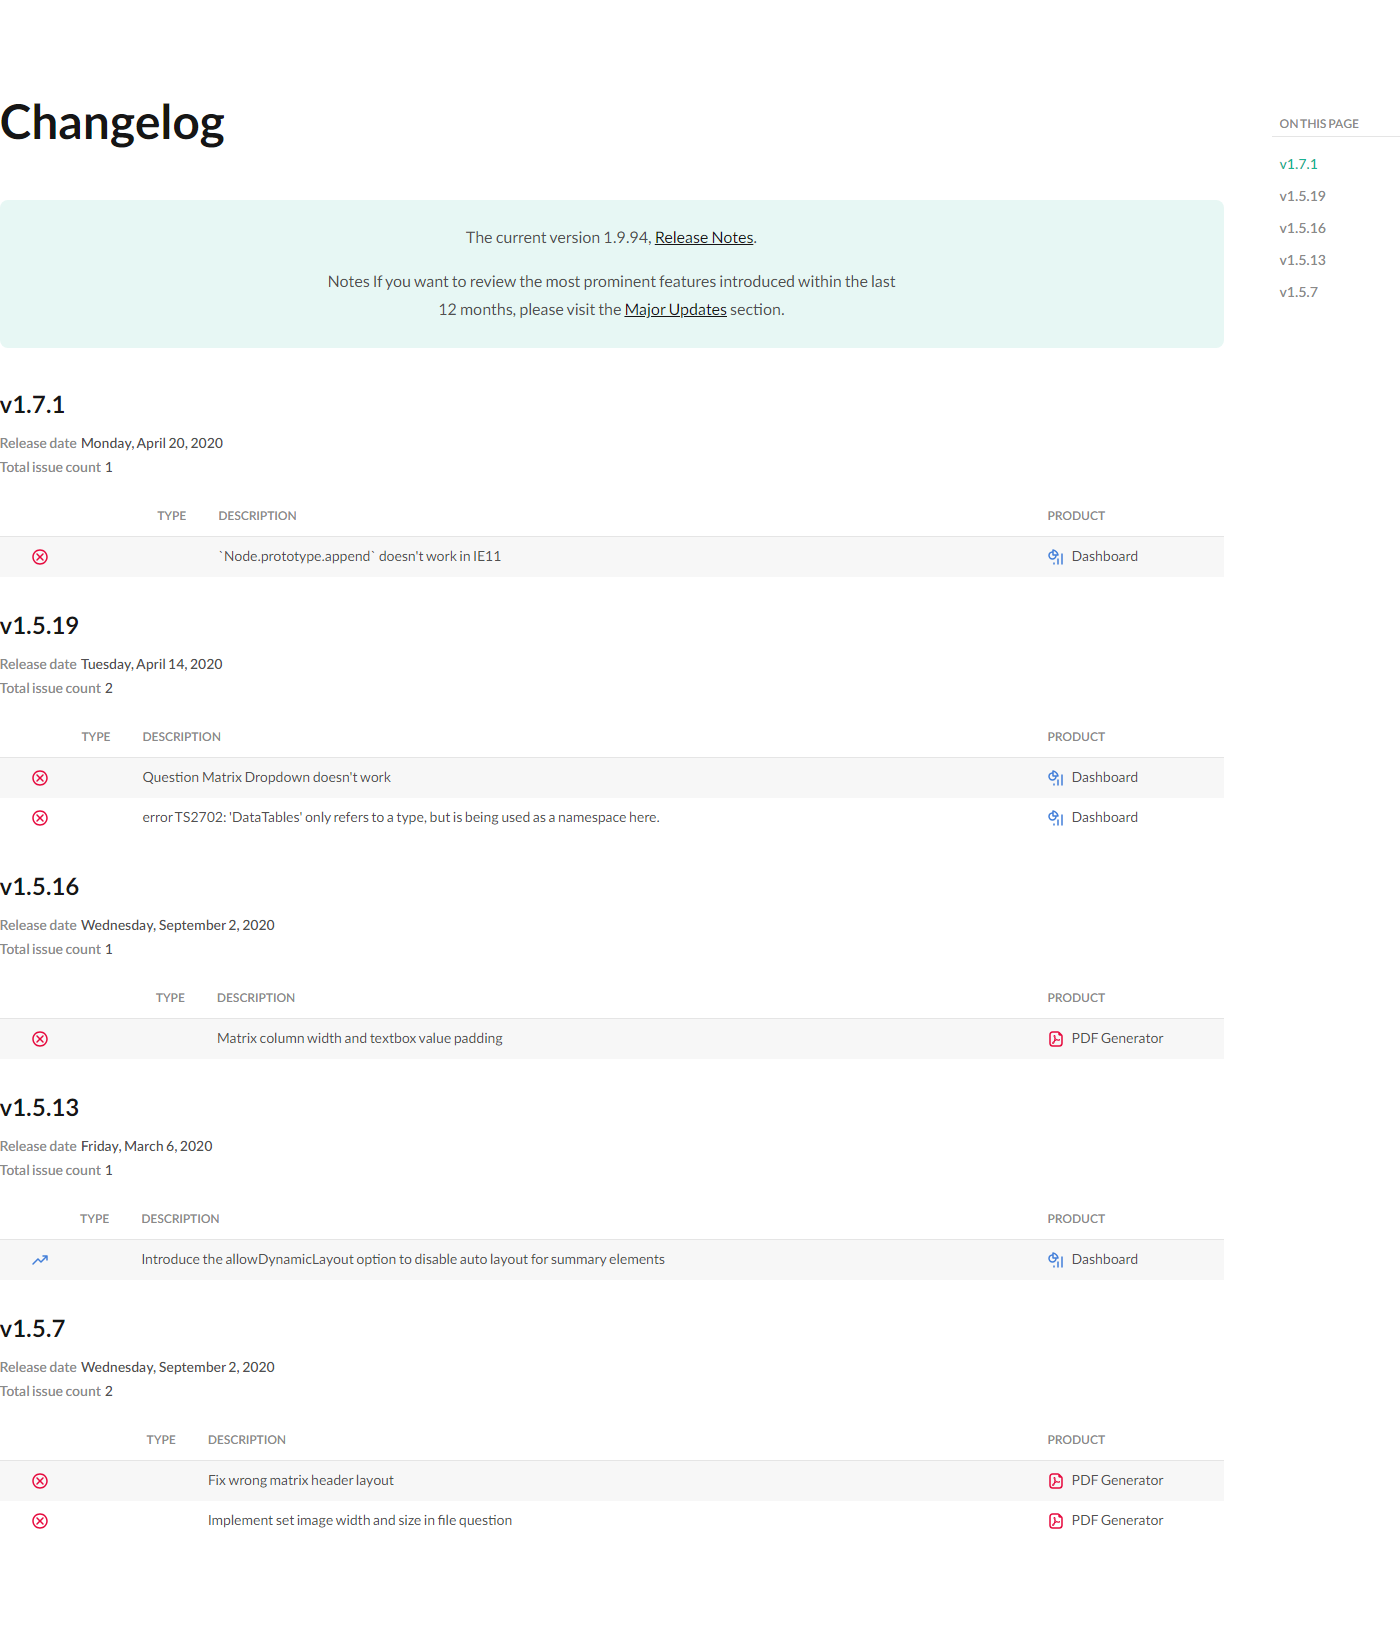 Changelog
ON THIS PAGE
v1.7.1
v1.5.19
v1.5.16
v1.5.13
v1.5.7
The current version 1.9.94, Release Notes.
Notes If you want to review the most prominent features introduced within the last
12 months, please visit the Major Updates section.
v1.7.1
Release date Monday, April 20, 2020
Total issue count 1
TYPE DESCRIPTION PRODUCT
`Node.prototype.append` doesn't work in IE11 Dashboard
v1.5.19
Release date Tuesday, April 14, 2020
Total issue count 2
TYPE DESCRIPTION PRODUCT
Question Matrix Dropdown doesn't work Dashboard
error TS2702: 'DataTables' only refers to a type, but is being used as a namespace here. Dashboard
v1.5.16
Release date Wednesday, September 2, 2020
Total issue count 1
TYPE DESCRIPTION PRODUCT
Matrix column width and textbox value padding PDF Generator
v1.5.13
Release date Friday, March 6, 2020
Total issue count 1
TYPE DESCRIPTION PRODUCT
Introduce the allowDynamicLayout option to disable auto layout for summary elements Dashboard
v1.5.7
Release date Wednesday, September 2, 2020
Total issue count 2
TYPE DESCRIPTION PRODUCT
Fix wrong matrix header layout PDF Generator
Implement set image width and size in file question PDF Generator